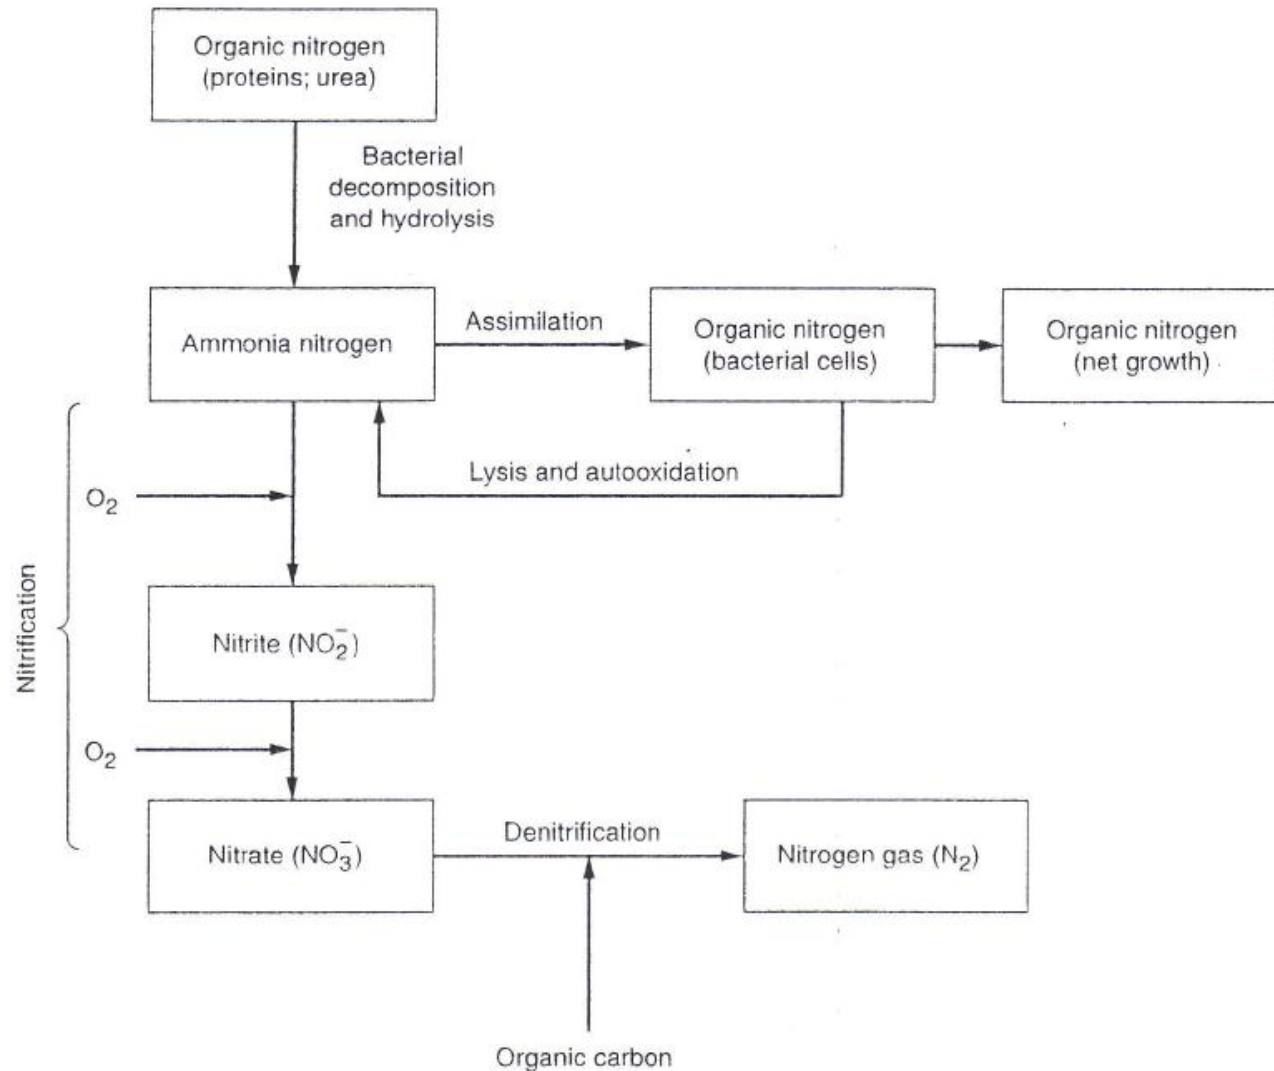 Organic nitrogen
(proteins; urea)
Bacterial
decomposition
and hydrolysis
Ammonia nitrogen
Assimilation
Organic nitrogen
(bacterial cells)
Organic nitrogen
(net growth)
Lysis and autooxidation
O₂
Nitrification
Nitrite (NO₂⁻)
O₂
Nitrate (NO₃⁻)
Denitrification
Nitrogen gas (N₂)
Organic carbon